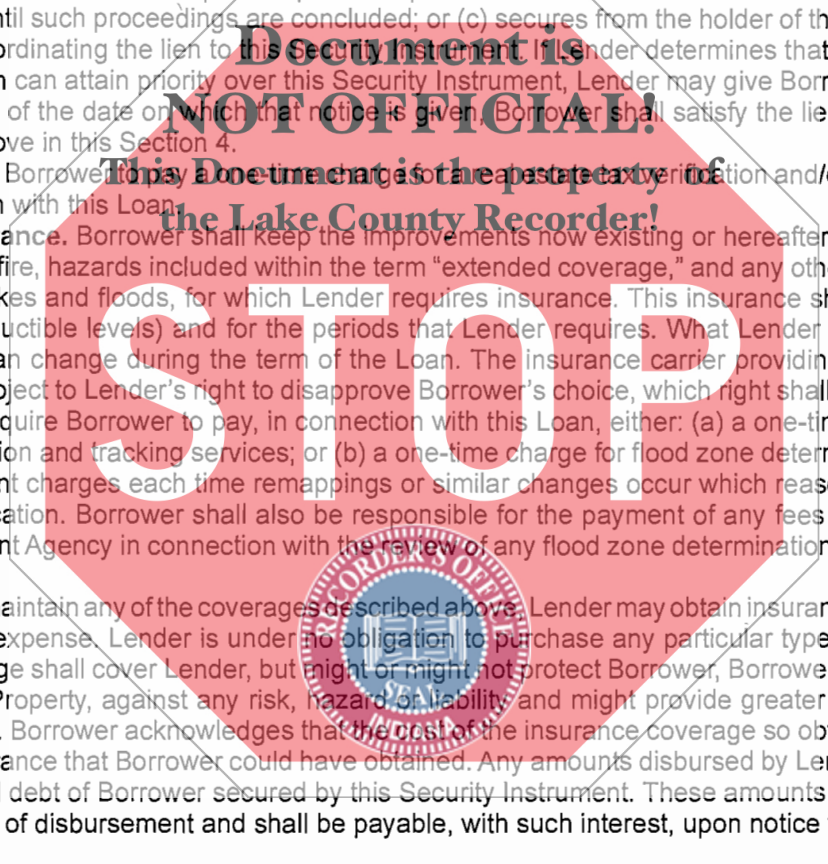 til such proceedings are concluded; or (c) secures from the holder of th
ordinating the lien to this Security Instrument. If Lender determines that
n can attain priority over this Security Instrument, Lender may give Borr
of the date on which that notice is given, Borrower shall satisfy the lie
ove in this Section 4.
Borrower to pay a one-time charge for a real estate tax verification and/
n with this Loan.
ance. Borrower shall keep the improvements now existing or hereafter
fire, hazards included within the term “extended coverage,” and any oth
kes and floods, for which Lender requires insurance. This insurance sh
uctible levels) and for the periods that Lender requires. What Lender
an change during the term of the Loan. The insurance carrier providin
bject to Lender's right to disapprove Borrower's choice, which right shall
quire Borrower to pay, in connection with this Loan, either: (a) a one-tir
ion and tracking services; or (b) a one-time charge for flood zone deterr
nt charges each time remappings or similar changes occur which reas
ation. Borrower shall also be responsible for the payment of any fees
nt Agency in connection with the review of any flood zone determination
aintain any of the coverages described above, Lender may obtain insurar
expense. Lender is under no obligation to purchase any particular type
ge shall cover Lender, but might or might not protect Borrower, Borrowe
Property, against any risk, hazard or liability and might provide greater
. Borrower acknowledges that the cost of the insurance coverage so ob
ance that Borrower could have obtained. Any amounts disbursed by Le
l debt of Borrower secured by this Security Instrument. These amounts
of disbursement and shall be payable, with such interest, upon notice
Document is
NOT OFFICIAL!
This Document is the property of
the Lake County Recorder!
STOP
RECORDER'S OFFICE
SEAL
INDIANA